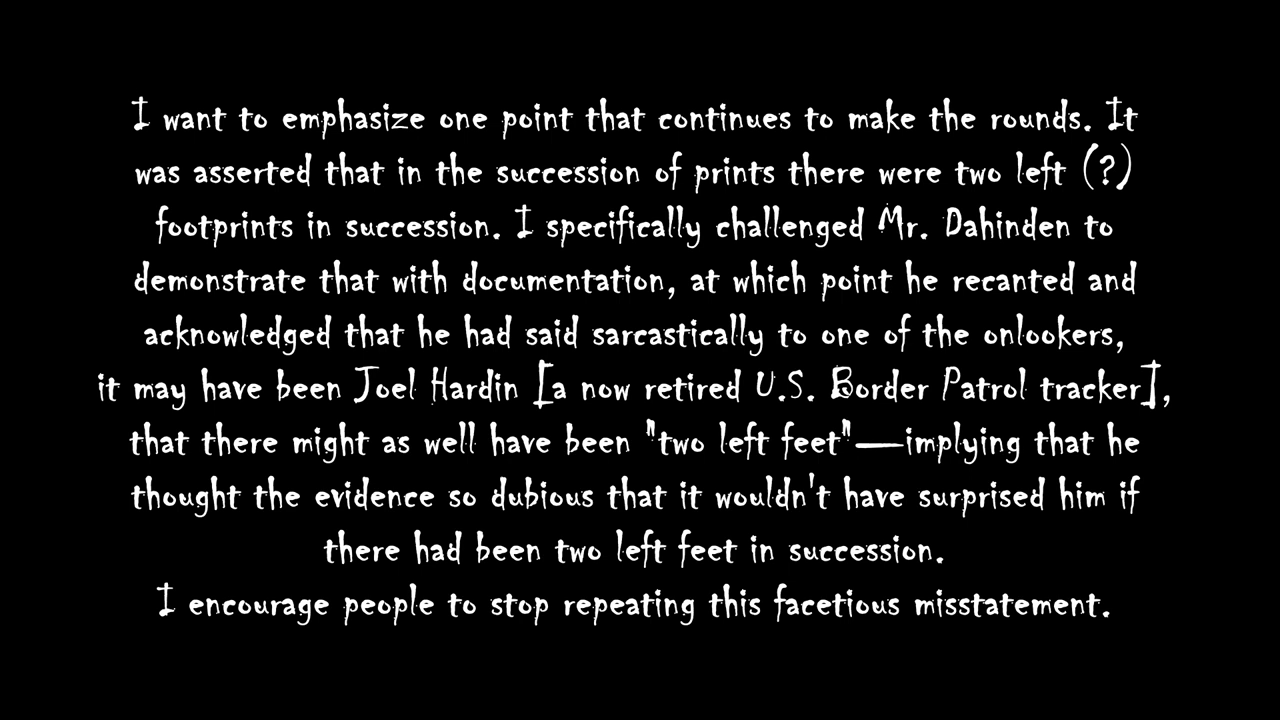 I want to emphasize one point that continues to make the rounds. It
was asserted that in the succession of prints there were two left (?)
footprints in succession. I specifically challenged Mr. Dahinden to
demonstrate that with documentation, at which point he recanted and
acknowledged that he had said sarcastically to one of the onlookers,
it may have been Joel Hardin [a now retired U.S. Border Patrol tracker],
that there might as well have been "two left feet"—implying that he
thought the evidence so dubious that it wouldn't have surprised him if
there had been two left feet in succession.
I encourage people to stop repeating this facetious misstatement.